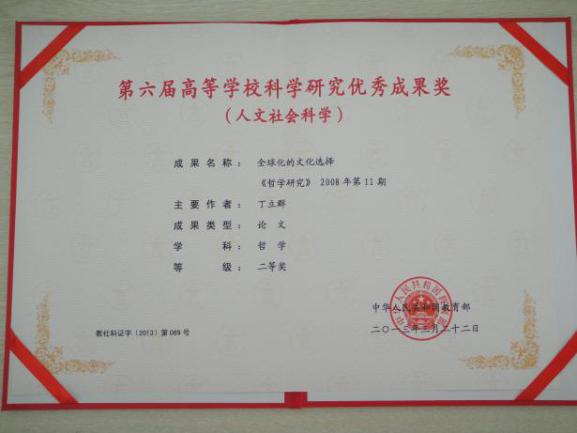 第六届高等学校科学研究优秀成果奖
（人文社会科学）
成果名称：全球化的文化选择
《哲学研究》 2008年第11期
主要作者：丁立群
成果类型：论 文
学 科：哲 学
等 级：二等奖
中华人民共和国教育部
二〇一三年三月二十二日
教社科证字（2013）第069号